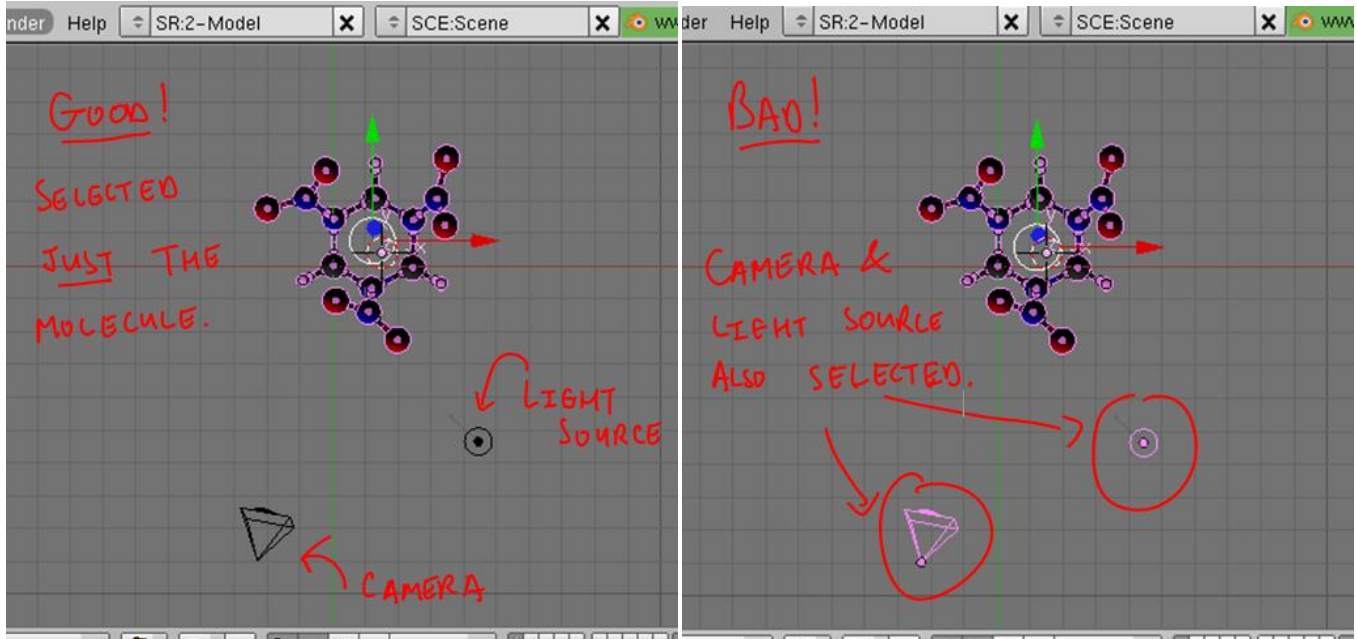 nder Help SR:2-Model X SCE:Scene X ww
GOOD!
SELECTED
JUST THE
MOLECULE.
LIGHT
SOURCE
CAMERA
der Help SR:2-Model X SCE:Scene X www
BAD!
CAMERA &
LIGHT SOURCE
ALSO SELECTED.